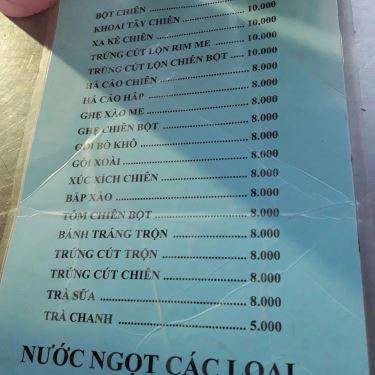 BỘT CHIÊN 10.000
KHOAI TÂY CHIÊN 10.000
XA KÊ CHIÊN 10.000
TRỨNG CÚT LỘN RIM ME 10.000
TRỨNG CÚT LỘN CHIÊN BỘT 10.000
HÁ CẢO CHIÊN 8.000
HÁ CẢO HẤP 8.000
GHẸ XÀO ME 8.000
GHẸ CHIÊN BỘT 8.000
GỎI BÒ KHÔ 8.000
GỎI XOÀI 8.000
XÚC XÍCH CHIÊN 8.000
BẮP XÀO 8.000
TÔM CHIÊN BỘT 8.000
BÁNH TRÁNG TRỘN 8.000
TRỨNG CÚT TRỘN 8.000
TRỨNG CÚT CHIÊN 8.000
TRÀ SỮA 8.000
TRÀ CHANH 5.000
NƯỚC NGỌT CÁC LOẠI